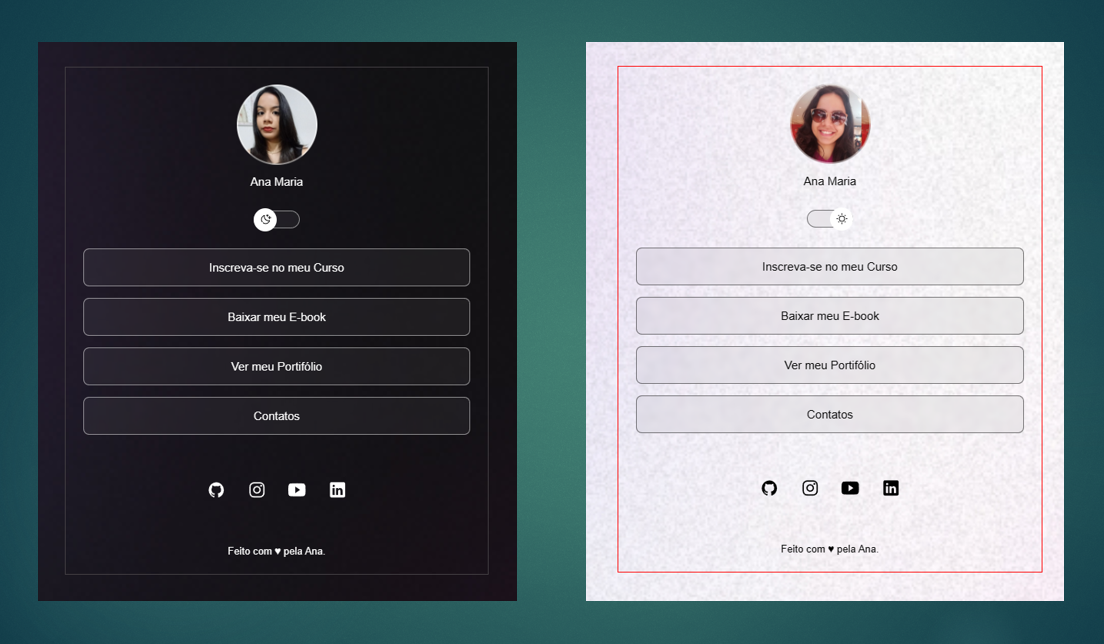 Ana Maria
Inscreva-se no meu Curso
Baixar meu E-book
Ver meu Portifólio
Contatos
Feito com ♥ pela Ana.
Ana Maria
Inscreva-se no meu Curso
Baixar meu E-book
Ver meu Portifólio
Contatos
Feito com ♥ pela Ana.